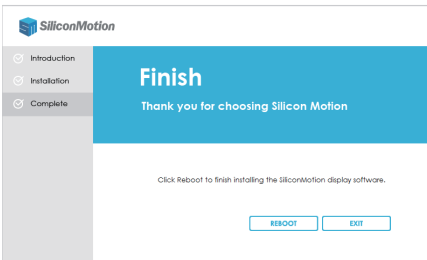 SiliconMotion
Introduction
Installation
Complete
Finish
Thank you for choosing Silicon Motion
Click Reboot to finish installing the SiliconMotion display software.
REBOOT
EXIT